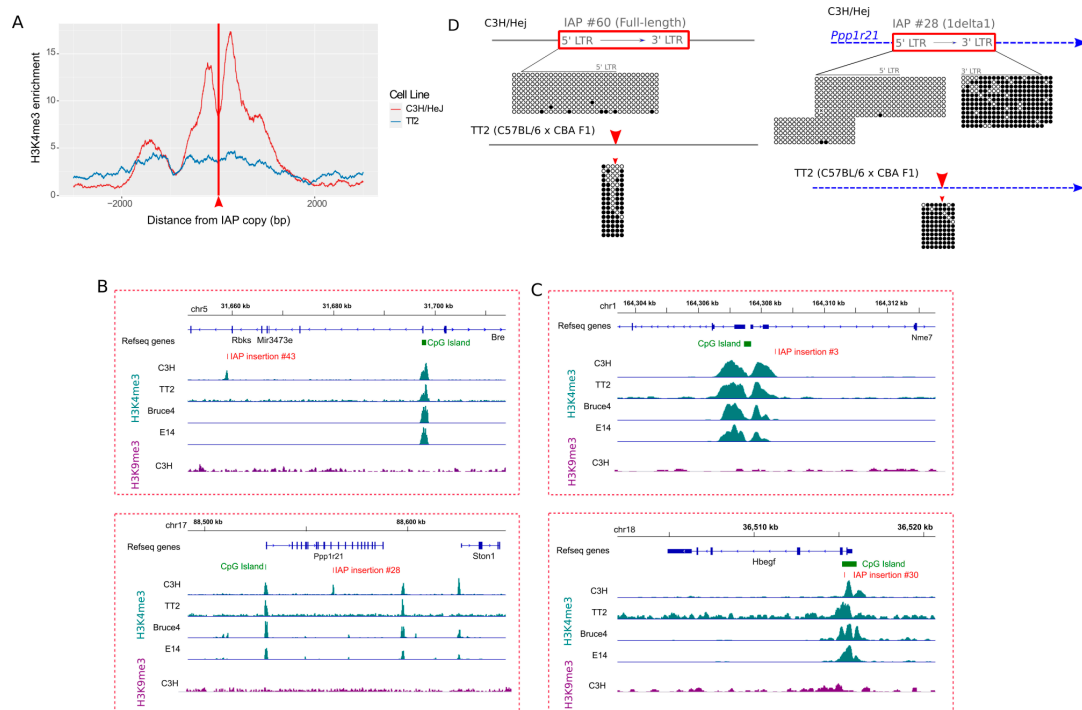 A
H3K4me3 enrichment
15
10
5
0
−2000
0
2000
Distance from IAP copy (bp)
Cell Line
C3H/HeJ
TT2
D
C3H/Hej
IAP #60 (Full-length)
5' LTR
3' LTR
5' LTR
TT2 (C57BL/6 x CBA F1)
C3H/Hej
IAP #28 (1delta1)
Ppp1r21
5' LTR
3' LTR
5' LTR
3' LTR
TT2 (C57BL/6 x CBA F1)
B
chr5
31,660 kb
31,680 kb
31,700 kb
Refseq genes
Rbks
Mir3473e
Bre
CpG Island
IAP insertion #43
H3K4me3
C3H
TT2
Bruce4
E14
H3K9me3
C3H
chr17
88,500 kb
88,600 kb
Refseq genes
Ppp1r21
Ston1
CpG Island
IAP insertion #28
H3K4me3
C3H
TT2
Bruce4
E14
H3K9me3
C3H
C
chr1
164,304 kb
164,306 kb
164,308 kb
164,310 kb
164,312 kb
Refseq genes
Nme7
CpG Island
IAP insertion #3
H3K4me3
C3H
TT2
Bruce4
E14
H3K9me3
C3H
chr18
36,510 kb
36,520 kb
Refseq genes
Hbegf
CpG Island
IAP insertion #30
H3K4me3
C3H
TT2
Bruce4
E14
H3K9me3
C3H